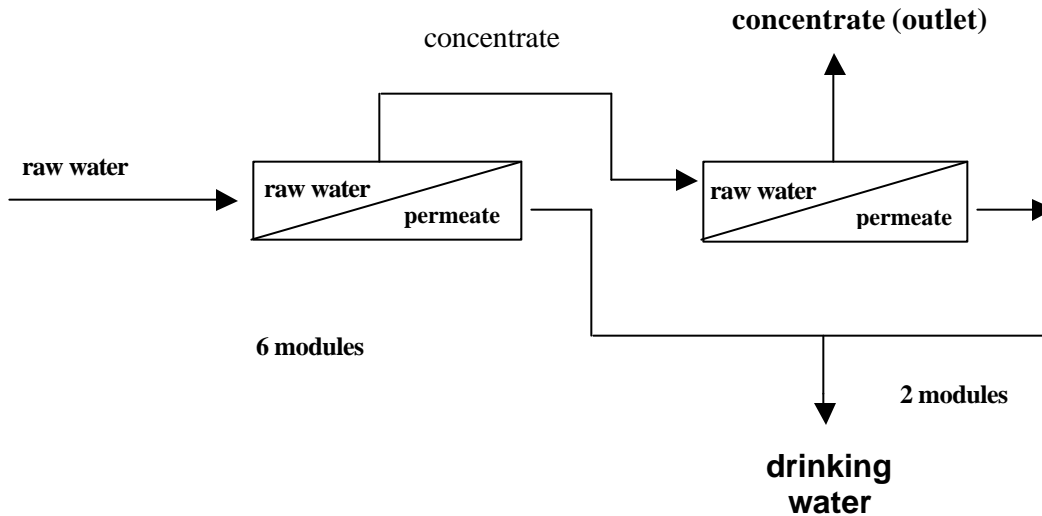 concentrate
concentrate (outlet)
raw water
raw water
permeate
raw water
permeate
6 modules
2 modules
drinking
water